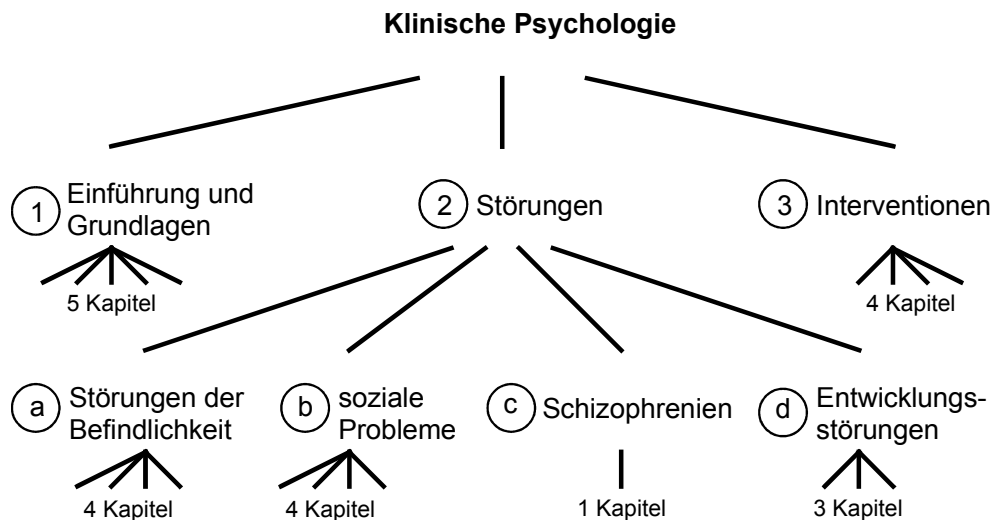 Klinische Psychologie
1 Einführung und
Grundlagen
5 Kapitel
2 Störungen
3 Interventionen
4 Kapitel
a Störungen der
Befindlichkeit
4 Kapitel
b soziale
Probleme
4 Kapitel
c Schizophrenien
1 Kapitel
d Entwicklungs-
störungen
3 Kapitel